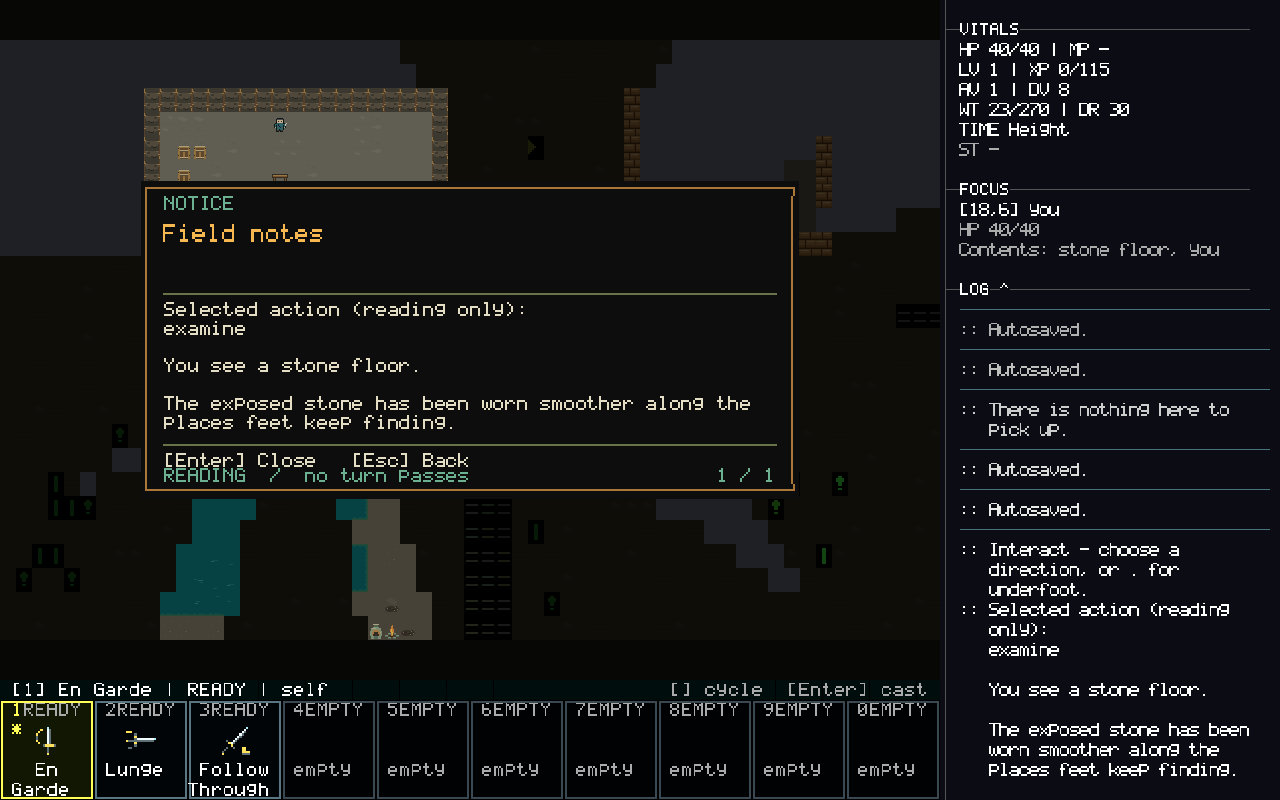 VITALS
HP 40/40 | MP -
LV 1 | XP 0/115
AV 1 | DV 8
WT 23/270 | DR 30
TIME Height
ST -
FOCUS
[18,6] You
HP 40/40
Contents: stone floor, You
LOG ^
:: Autosaved.
:: Autosaved.
:: There is nothing here to
Pick uP.
:: Autosaved.
:: Autosaved.
:: Interact - choose a
direction, or . for
underfoot.
:: Selected action (reading
only):
examine
You see a stone floor.
The exPosed stone has been
worn smoother along the
Places feet keeP finding.
NOTICE
Field notes
Selected action (reading only):
examine
You see a stone floor.
The exPosed stone has been worn smoother along the
Places feet keeP finding.
[Enter] Close [Esc] Back
READING / no turn Passes 1 / 1
[1] En Garde | READY | self [] cycle [Enter] cast
1READY 2READY 3READY 4EMPTY 5EMPTY 6EMPTY 7EMPTY 8EMPTY 9EMPTY 0EMPTY
*
En Lunge Follow emPty emPty emPty emPty emPty emPty emPty
Garde Through